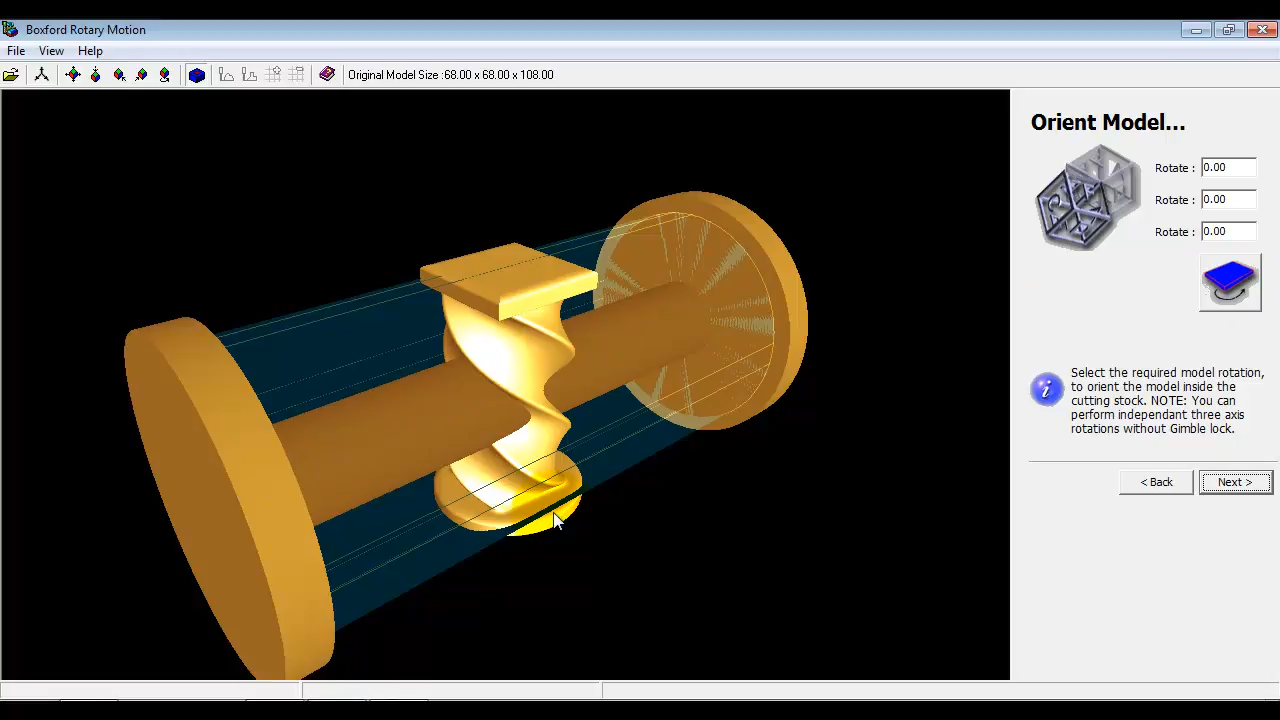 Boxford Rotary Motion
File View Help
Original Model Size :68.00 x 68.00 x 108.00
Orient Model...
Rotate : 0.00
Rotate : 0.00
Rotate : 0.00
Select the required model rotation,
to orient the model inside the
cutting stock. NOTE: You can
perform independant three axis
rotations without Gimble lock.
< Back Next >